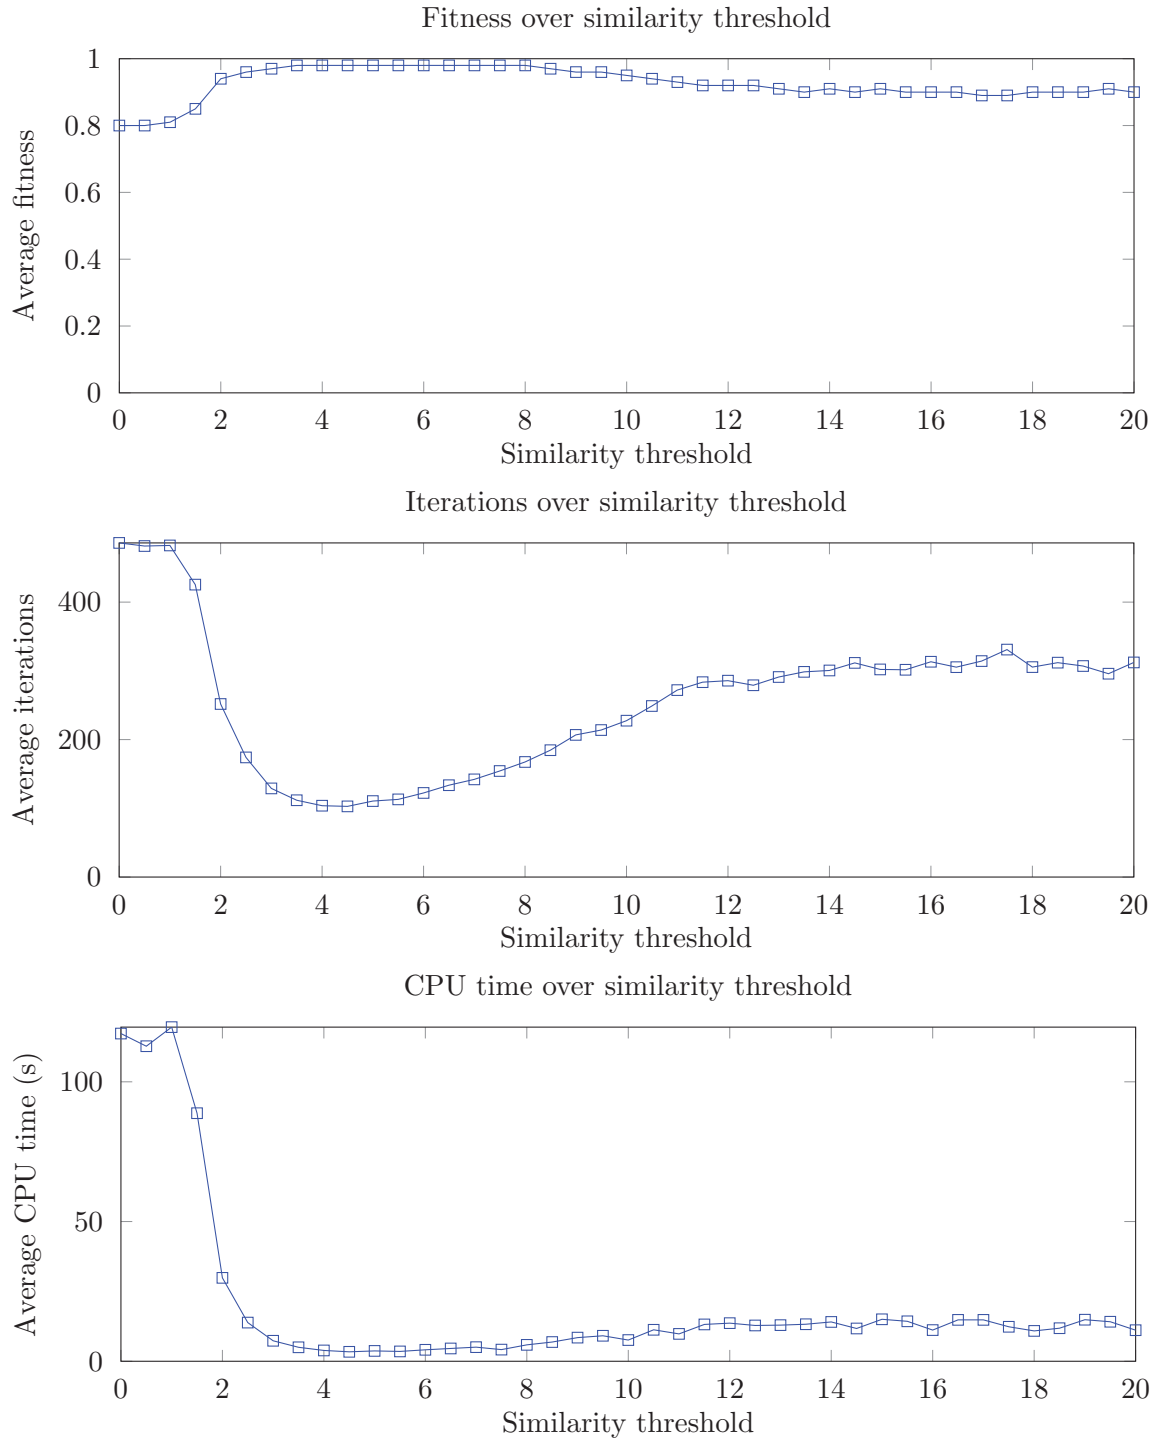 Fitness over similarity threshold
1
0.8
0.6
0.4
0.2
0
Average fitness
0 2 4 6 8 10 12 14 16 18 20
Similarity threshold
Iterations over similarity threshold
400
200
0
Average iterations
0 2 4 6 8 10 12 14 16 18 20
Similarity threshold
CPU time over similarity threshold
100
50
0
Average CPU time (s)
0 2 4 6 8 10 12 14 16 18 20
Similarity threshold